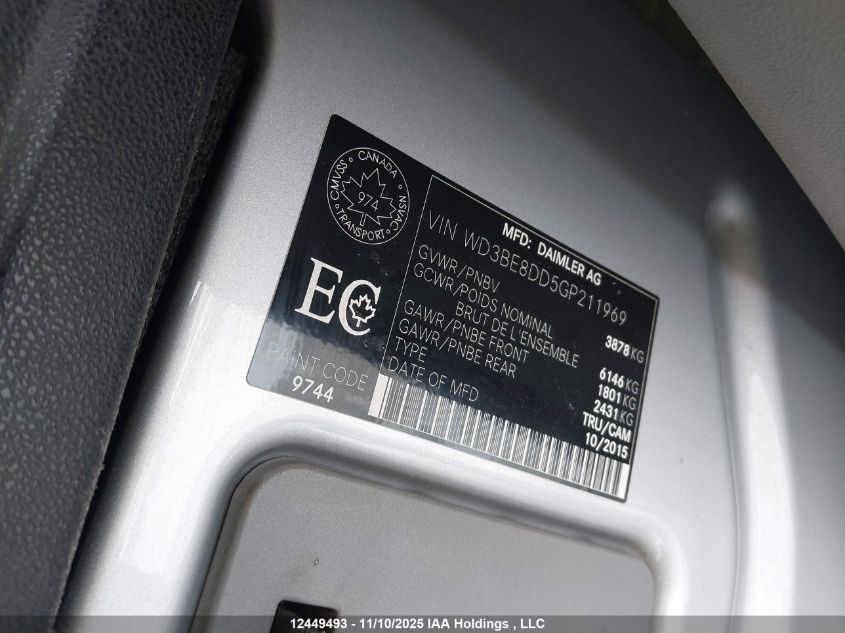 CMVSS CANADA NSVAC
974
TRANSPORT
MFD: DAIMLER AG
VIN WD3BE8DD5GP211969
GVWR/PNBV 3878 KG
GCWR/POIDS NOMINAL
BRUT DE L'ENSEMBLE 6146 KG
GAWR/PNBE FRONT 1801 KG
GAWR/PNBE REAR 2431 KG
TYPE TRU/CAM
DATE OF MFD 10/2015
EC
PAINT CODE
9744
12449493 - 11/10/2025 IAA Holdings , LLC